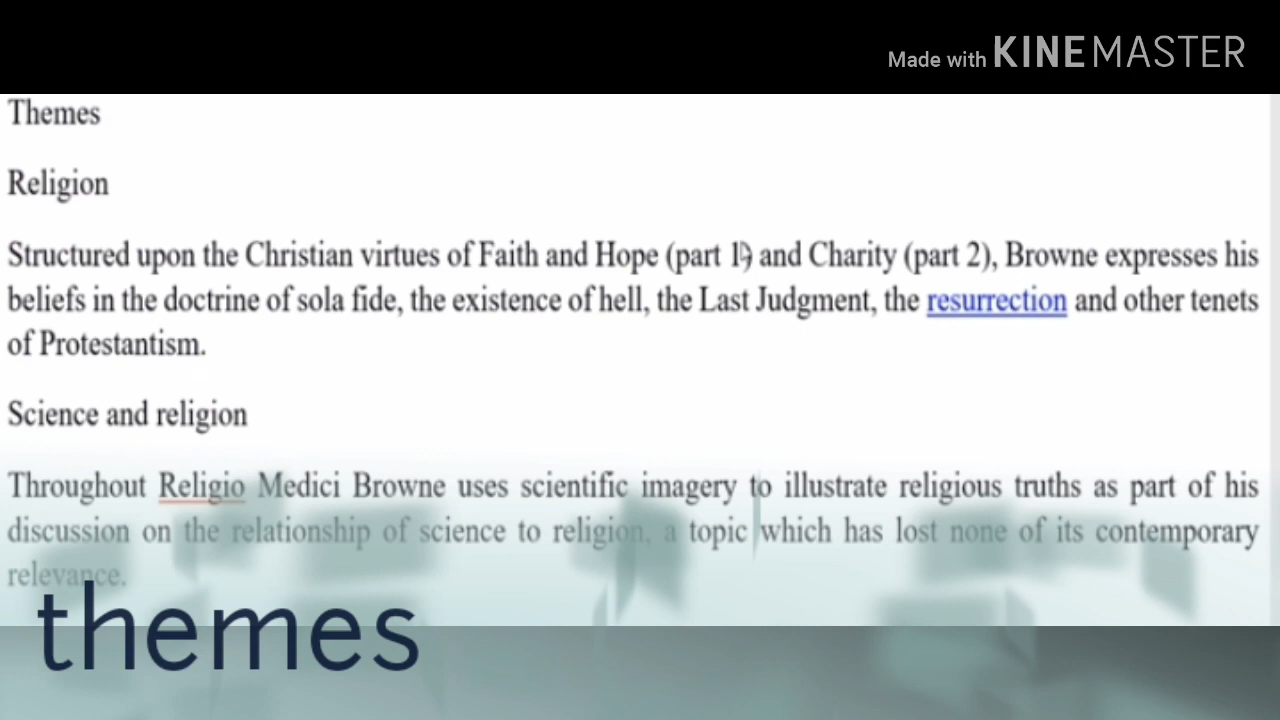 Made with KINEMASTER
Themes
Religion
Structured upon the Christian virtues of Faith and Hope (part 1) and Charity (part 2), Browne expresses his
beliefs in the doctrine of sola fide, the existence of hell, the Last Judgment, the resurrection and other tenets
of Protestantism.
Science and religion
Throughout Religio Medici Browne uses scientific imagery to illustrate religious truths as part of his
discussion on the relationship of science to religion, a topic which has lost none of its contemporary
relevance.
themes